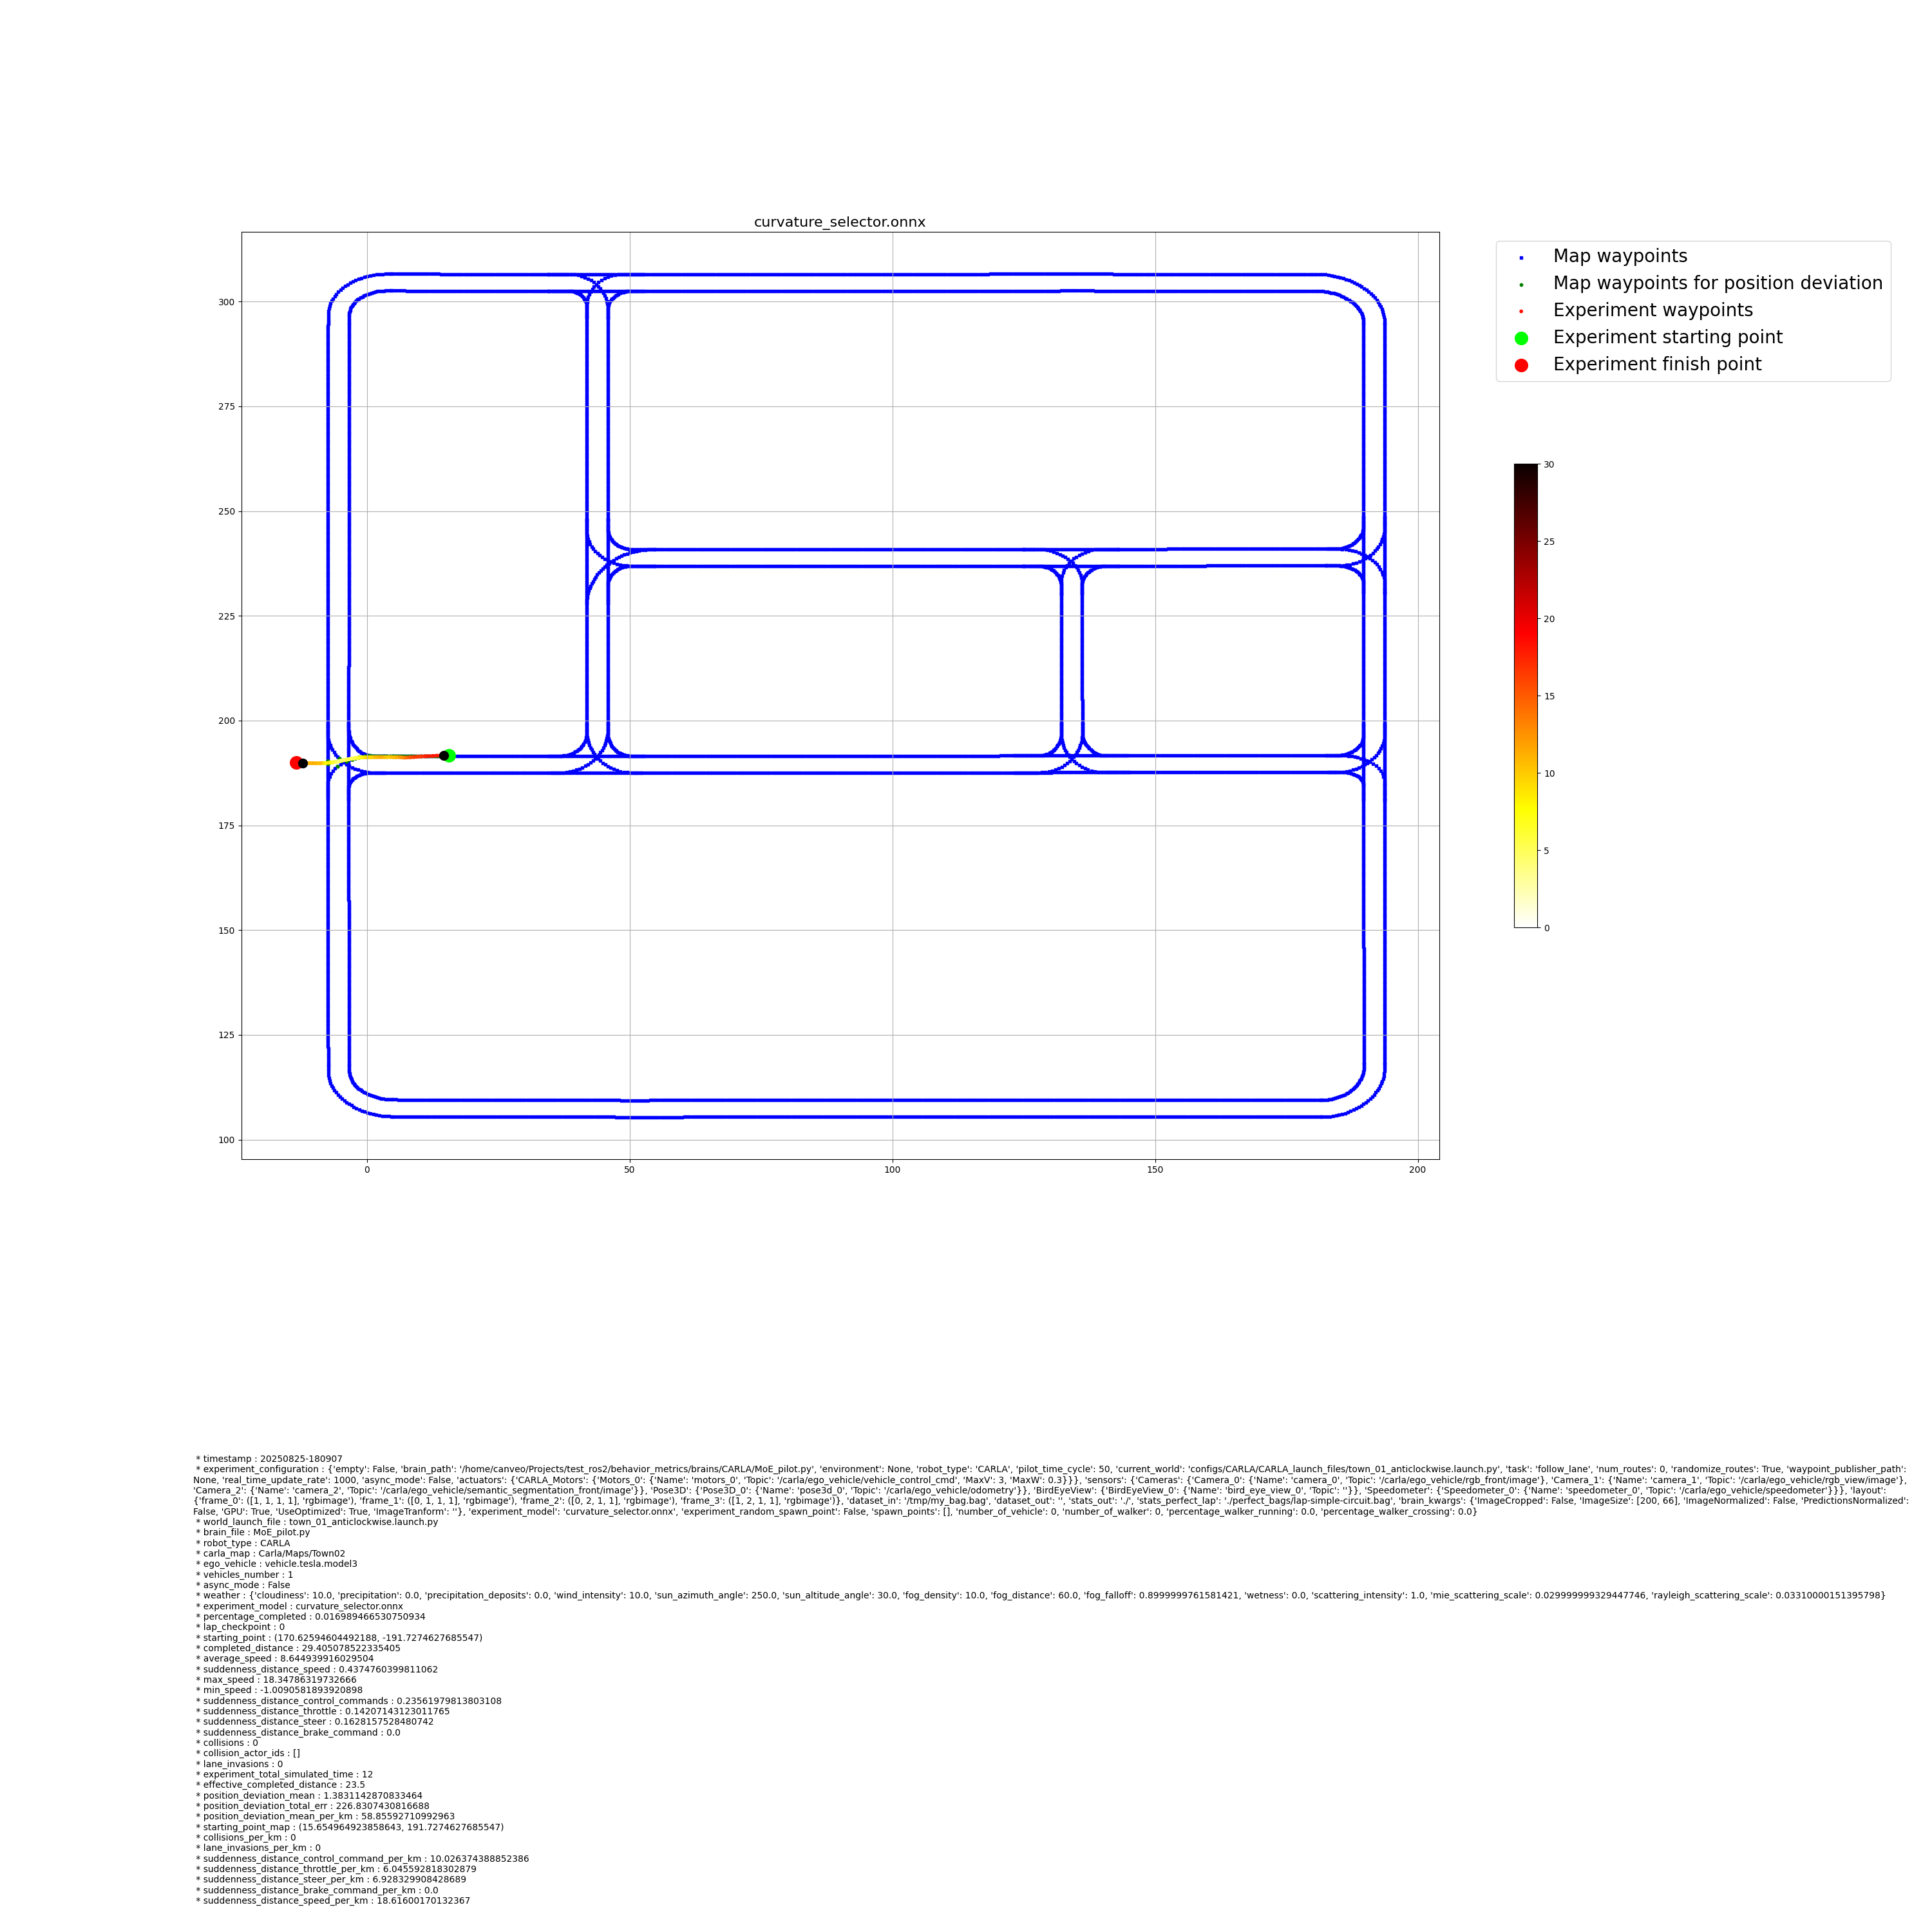 curvature_selector.onnx
Map waypoints
Map waypoints for position deviation
Experiment waypoints
Experiment starting point
Experiment finish point
300
275
250
225
200
175
150
125
100
0
50
100
150
200
30
25
20
15
10
5
0
* timestamp : 20250825-180907
* experiment_configuration : {'empty': False, 'brain_path': '/home/canveo/Projects/test_ros2/behavior_metrics/brains/CARLA/MoE_pilot.py', 'environment': None, 'robot_type': 'CARLA', 'pilot_time_cycle': 50, 'current_world': 'configs/CARLA/CARLA_launch_files/town_01_anticlockwise.launch.py', 'task': 'follow_lane', 'num_routes': 0, 'randomize_routes': True, 'waypoint_publisher_path':
None, 'real_time_update_rate': 1000, 'async_mode': False, 'actuators': {'CARLA_Motors': {'Motors_0': {'Name': 'motors_0', 'Topic': '/carla/ego_vehicle/vehicle_control_cmd', 'MaxV': 3, 'MaxW': 0.3}}}, 'sensors': {'Cameras': {'Camera_0': {'Name': 'camera_0', 'Topic': '/carla/ego_vehicle/rgb_front/image'}, 'Camera_1': {'Name': 'camera_1', 'Topic': '/carla/ego_vehicle/rgb_view/image'},
'Camera_2': {'Name': 'camera_2', 'Topic': '/carla/ego_vehicle/semantic_segmentation_front/image'}}, 'Pose3D': {'Pose3D_0': {'Name': 'pose3d_0', 'Topic': '/carla/ego_vehicle/odometry'}}, 'BirdEyeView': {'BirdEyeView_0': {'Name': 'bird_eye_view_0', 'Topic': ''}}, 'Speedometer': {'Speedometer_0': {'Name': 'speedometer_0', 'Topic': '/carla/ego_vehicle/speedometer'}}}, 'layout':
{'frame_0': ([1, 1, 1, 1], 'rgbimage'), 'frame_1': ([0, 1, 1, 1], 'rgbimage'), 'frame_2': ([0, 2, 1, 1], 'rgbimage'), 'frame_3': ([1, 2, 1, 1], 'rgbimage')}, 'dataset_in': '/tmp/my_bag.bag', 'dataset_out': '', 'stats_out': './', 'stats_perfect_lap': './perfect_bags/lap-simple-circuit.bag', 'brain_kwargs': {'ImageCropped': False, 'ImageSize': [200, 66], 'ImageNormalized': False, 'PredictionsNormalized':
False, 'GPU': True, 'UseOptimized': True, 'ImageTranform': ''}, 'experiment_model': 'curvature_selector.onnx', 'experiment_random_spawn_point': False, 'spawn_points': [], 'number_of_vehicle': 0, 'number_of_walker': 0, 'percentage_walker_running': 0.0, 'percentage_walker_crossing': 0.0}
* world_launch_file : town_01_anticlockwise.launch.py
* brain_file : MoE_pilot.py
* robot_type : CARLA
* carla_map : Carla/Maps/Town02
* ego_vehicle : vehicle.tesla.model3
* vehicles_number : 1
* async_mode : False
* weather : {'cloudiness': 10.0, 'precipitation': 0.0, 'precipitation_deposits': 0.0, 'wind_intensity': 10.0, 'sun_azimuth_angle': 250.0, 'sun_altitude_angle': 30.0, 'fog_density': 10.0, 'fog_distance': 60.0, 'fog_falloff': 0.8999999761581421, 'wetness': 0.0, 'scattering_intensity': 1.0, 'mie_scattering_scale': 0.029999999329447746, 'rayleigh_scattering_scale': 0.03310000151395798}
* experiment_model : curvature_selector.onnx
* percentage_completed : 0.016989466530750934
* lap_checkpoint : 0
* starting_point : (170.62594604492188, -191.7274627685547)
* completed_distance : 29.405078522335405
* average_speed : 8.644939916029504
* suddenness_distance_speed : 0.4374760399811062
* max_speed : 18.34786319732666
* min_speed : -1.0090581893920898
* suddenness_distance_control_commands : 0.23561979813803108
* suddenness_distance_throttle : 0.14207143123011765
* suddenness_distance_steer : 0.1628157528480742
* suddenness_distance_brake_command : 0.0
* collisions : 0
* collision_actor_ids : []
* lane_invasions : 0
* experiment_total_simulated_time : 12
* effective_completed_distance : 23.5
* position_deviation_mean : 1.3831142870833464
* position_deviation_total_err : 226.8307430816688
* position_deviation_mean_per_km : 58.85592710992963
* starting_point_map : (15.654964923858643, 191.7274627685547)
* collisions_per_km : 0
* lane_invasions_per_km : 0
* suddenness_distance_control_command_per_km : 10.026374388852386
* suddenness_distance_throttle_per_km : 6.045592818302879
* suddenness_distance_steer_per_km : 6.928329908428689
* suddenness_distance_brake_command_per_km : 0.0
* suddenness_distance_speed_per_km : 18.61600170132367